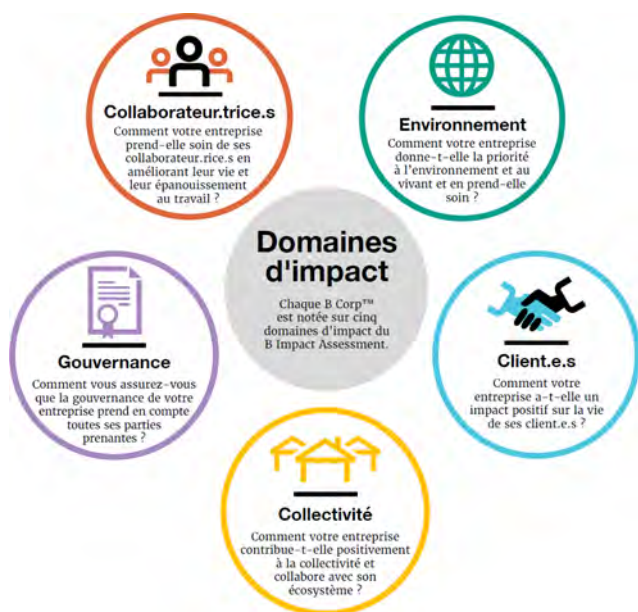 Collaborateur.trice.s
Comment votre entreprise
prend-elle soin de ses
collaborateur.rice.s en
améliorant leur vie et
leur épanouissement
au travail ?
Environnement
Comment votre entreprise
donne-t-elle la priorité
à l'environnement et au
vivant et en prend-elle
soin ?
Domaines
d'impact
Chaque B Corp™
est notée sur cinq
domaines d'impact du
B Impact Assessment.
Gouvernance
Comment vous assurez-vous
que la gouvernance de votre
entreprise prend en compte
toutes ses parties
prenantes ?
Client.e.s
Comment votre
entreprise a-t-elle un
impact positif sur la vie
de ses client.e.s ?
Collectivité
Comment votre entreprise
contribue-t-elle positivement
à la collectivité et
collabore avec son
écosystème ?